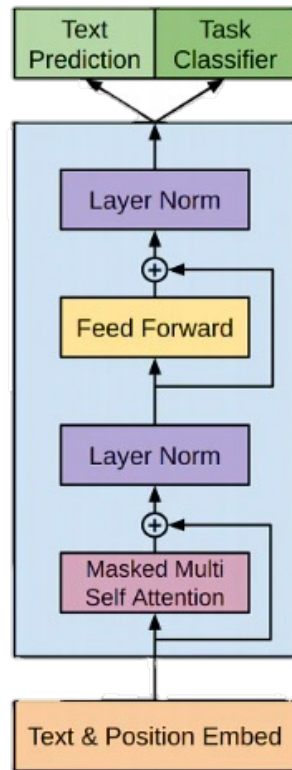 Text
Prediction
Task
Classifier
Layer Norm
+
Feed Forward
Layer Norm
+
Masked Multi
Self Attention
Text & Position Embed